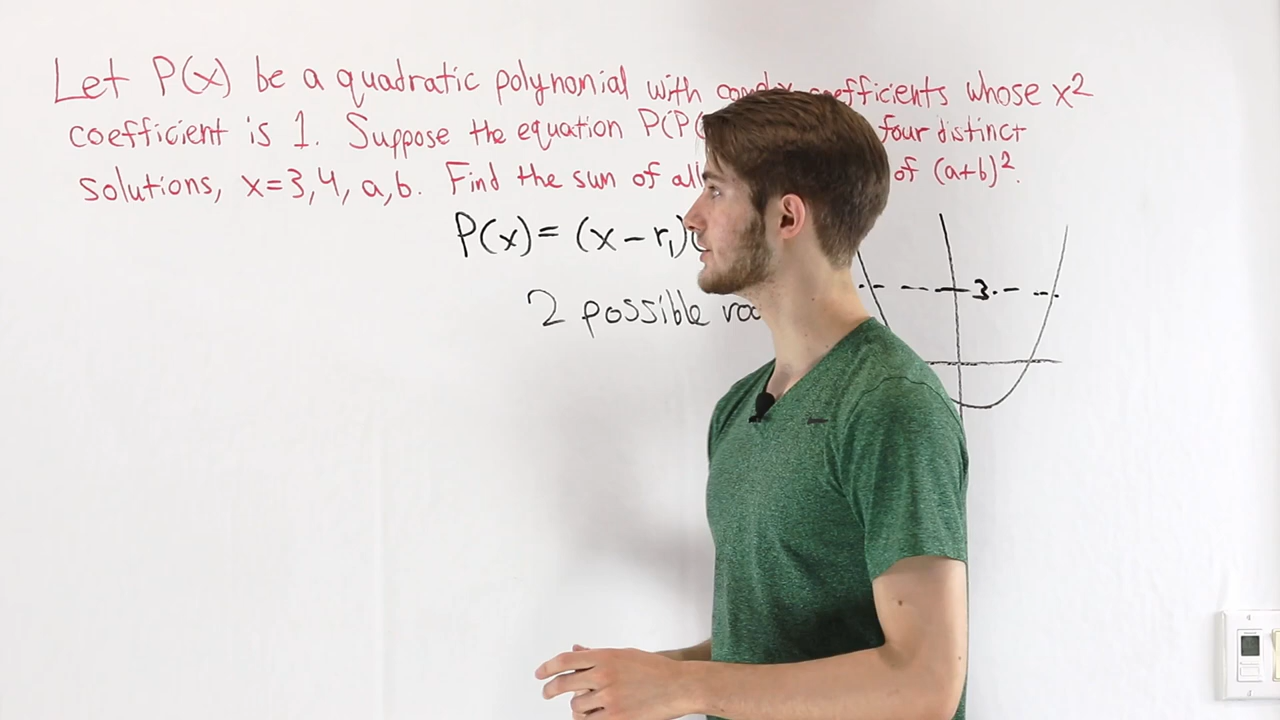 Let P(x) be a quadratic polynomial with coefficients whose x²
coefficient is 1. Suppose the equation P(P( four distinct
solutions, x=3,4, a,b. Find the sum of all of (a+b)².
P(x)= (x-r₁)(
2 possible
3